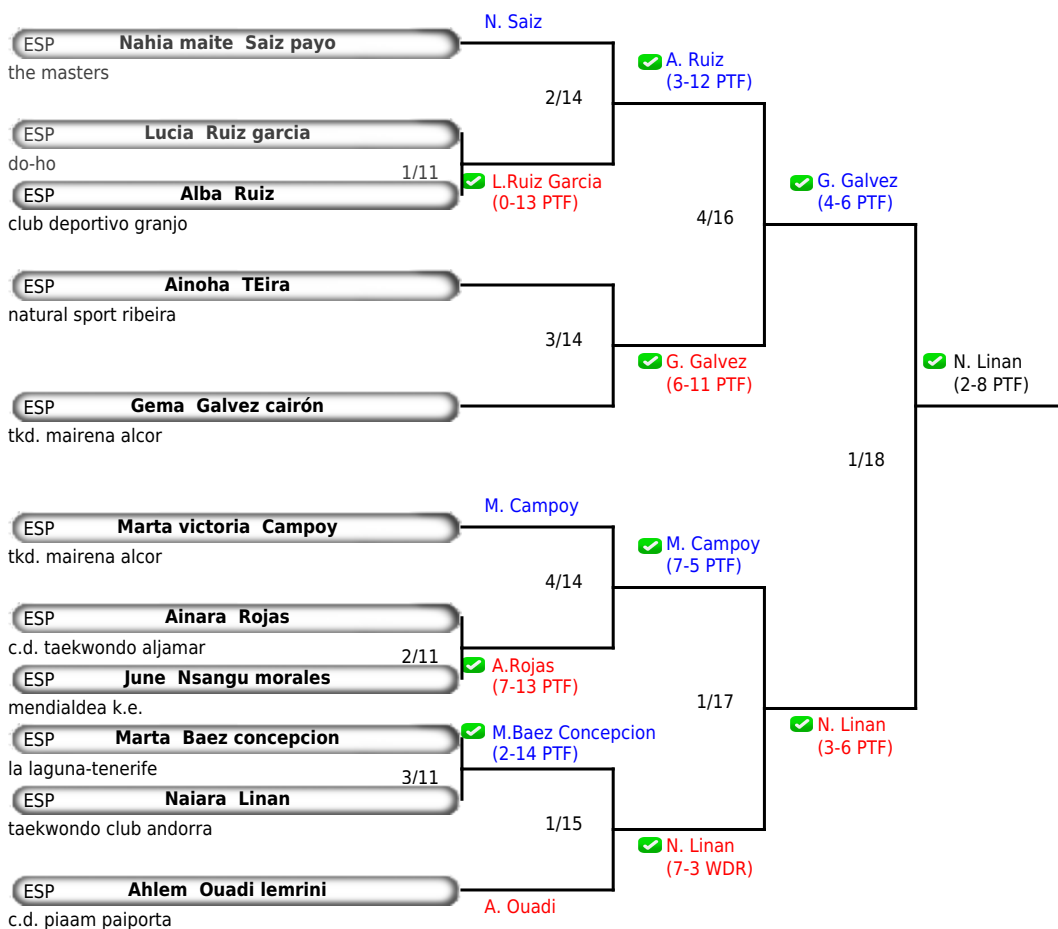 N. Saiz
ESP Nahia maite Saiz payo
the masters
A. Ruiz
(3-12 PTF)
2/14
ESP Lucia Ruiz garcia
do-ho
1/11
L.Ruiz Garcia
(0-13 PTF)
ESP Alba Ruiz
club deportivo granjo
G. Galvez
(4-6 PTF)
4/16
ESP Ainoha TEira
natural sport ribeira
3/14
G. Galvez
(6-11 PTF)
N. Linan
(2-8 PTF)
ESP Gema Galvez cairón
tkd. mairena alcor
1/18
M. Campoy
ESP Marta victoria Campoy
tkd. mairena alcor
M. Campoy
(7-5 PTF)
4/14
ESP Ainara Rojas
c.d. taekwondo aljamar
2/11
A.Rojas
(7-13 PTF)
ESP June Nsangu morales
mendialdea k.e.
1/17
N. Linan
(3-6 PTF)
ESP Marta Baez concepcion
la laguna-tenerife
M.Baez Concepcion
(2-14 PTF)
3/11
ESP Naiara Linan
taekwondo club andorra
1/15
N. Linan
(7-3 WDR)
ESP Ahlem Ouadi lemrini
c.d. piaam paiporta
A. Ouadi